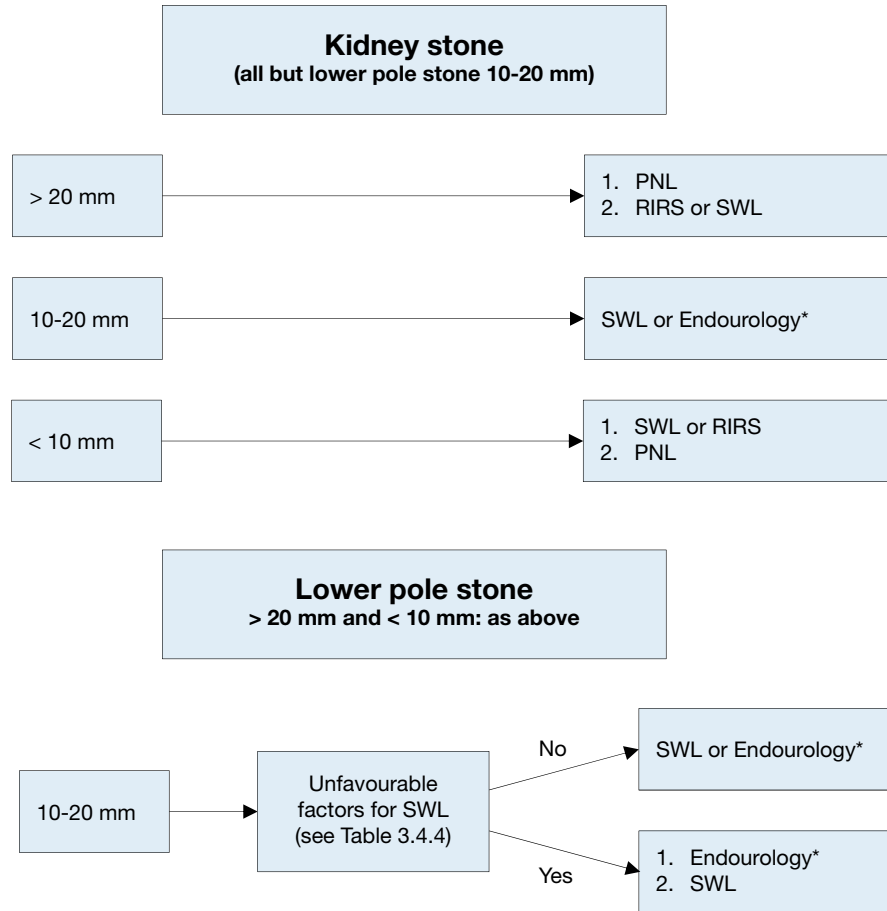 Kidney stone
(all but lower pole stone 10-20 mm)
> 20 mm
1. PNL
2. RIRS or SWL
10-20 mm
SWL or Endourology*
< 10 mm
1. SWL or RIRS
2. PNL
Lower pole stone
> 20 mm and < 10 mm: as above
10-20 mm
Unfavourable
factors for SWL
(see Table 3.4.4)
No
SWL or Endourology*
Yes
1. Endourology*
2. SWL